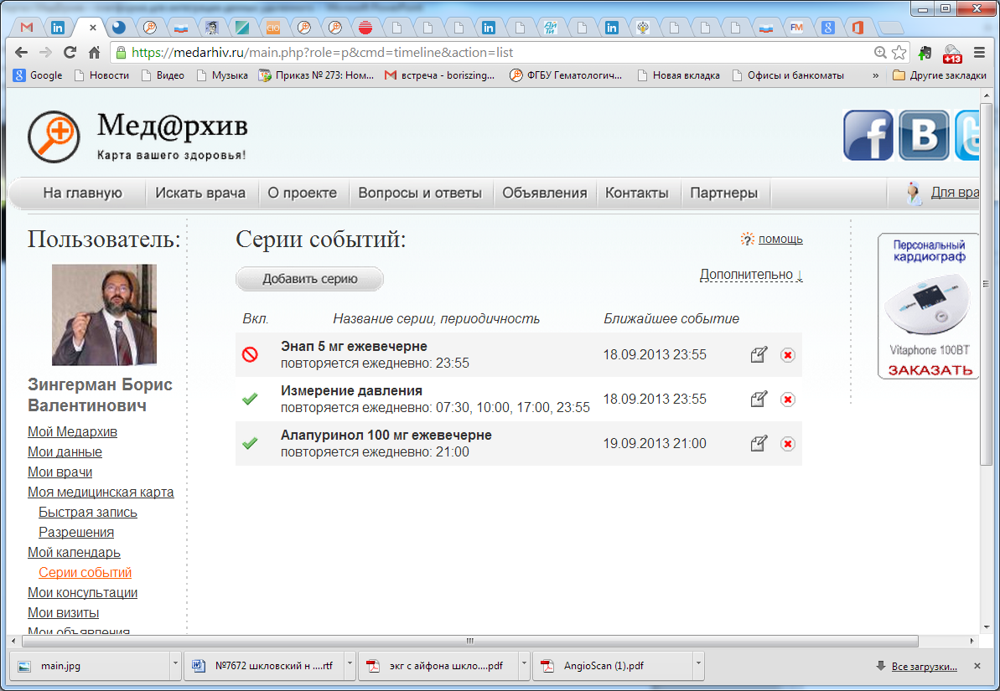 https://medarhiv.ru/main.php?role=p&cmd=timeline&action=list
Google Новости Видео Музыка Приказ № 273: Ном... встреча - boriszing... ФГБУ Гематологич... Новая вкладка Офисы и банкоматы » Другие закладки
Мед@рхив
Карта вашего здоровья!
На главную Искать врача О проекте Вопросы и ответы Объявления Контакты Партнеры Для вра
Пользователь:
Зингерман Борис
Валентинович
Мой Медархив
Мои данные
Мои врачи
Моя медицинская карта
Быстрая запись
Разрешения
Мой календарь
Серии событий
Мои консультации
Мои визиты
Мои объявления
Серии событий:
помощь
Добавить серию
Дополнительно ↓
Вкл. Название серии, периодичность Ближайшее событие
Энап 5 мг ежевечерне
повторяется ежедневно: 23:55
18.09.2013 23:55
Измерение давления
повторяется ежедневно: 07:30, 10:00, 17:00, 23:55
18.09.2013 23:55
Алапуринол 100 мг ежевечерне
повторяется ежедневно: 21:00
19.09.2013 21:00
Персональный
кардиограф
Vitaphone 100BT
ЗАКАЗАТЬ
main.jpg №7672 шкловский н ....rtf экг с айфона шкло....pdf AngioScan (1).pdf Все загрузки...